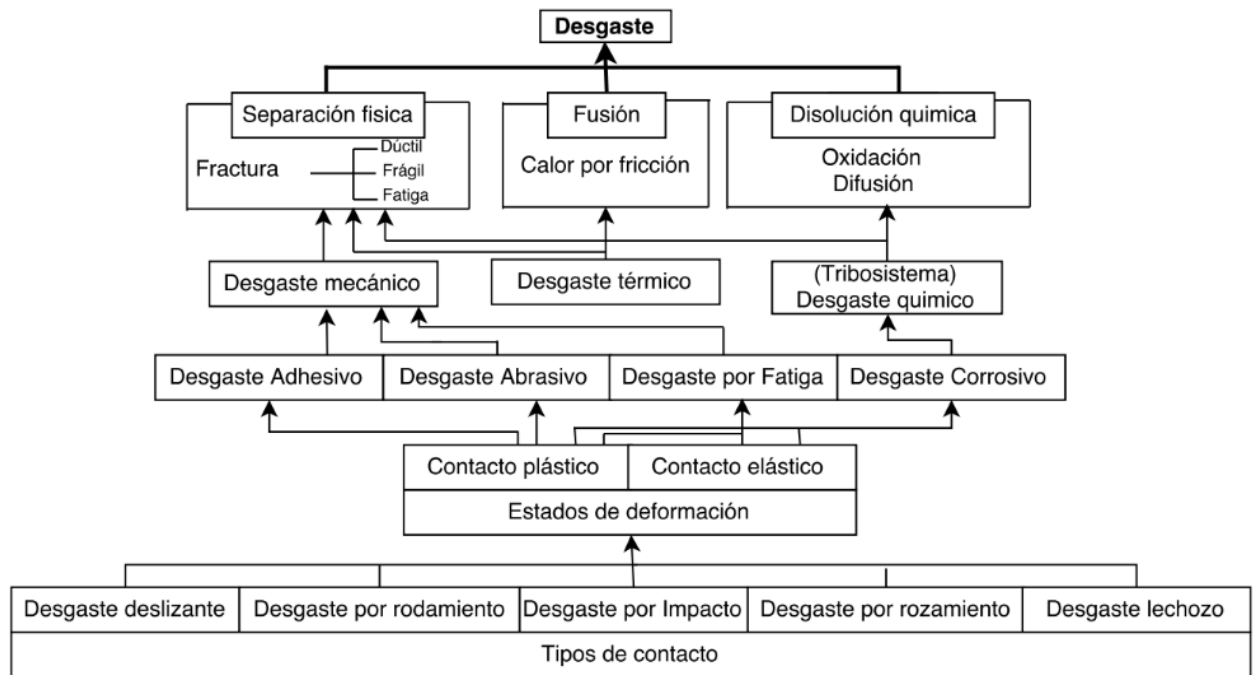 Desgaste
Separación fisica
Fusión
Disolución quimica
Fractura
Dúctil
Frágil
Fatiga
Calor por fricción
Oxidación
Difusión
Desgaste mecánico
Desgaste térmico
(Tribosistema)
Desgaste quimico
Desgaste Adhesivo
Desgaste Abrasivo
Desgaste por Fatiga
Desgaste Corrosivo
Contacto plástico
Contacto elástico
Estados de deformación
Desgaste deslizante
Desgaste por rodamiento
Desgaste por Impacto
Desgaste por rozamiento
Desgaste lechozo
Tipos de contacto